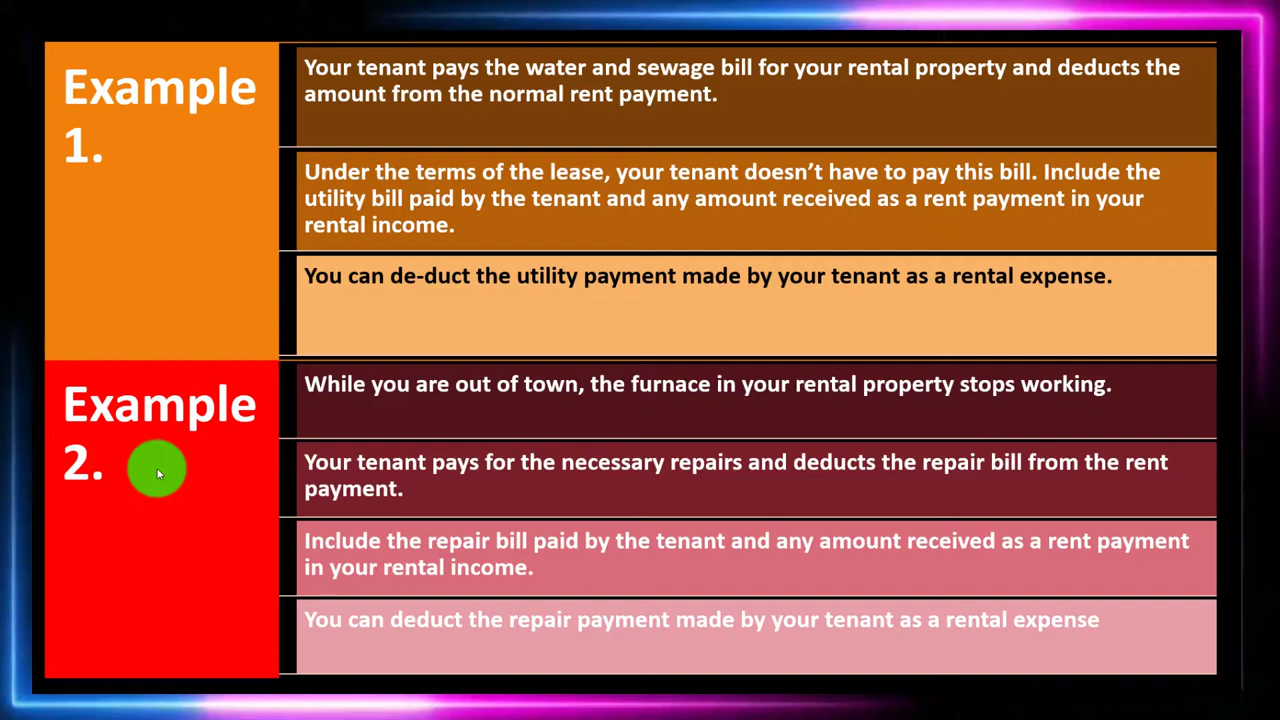 Example
1.
Your tenant pays the water and sewage bill for your rental property and deducts the
amount from the normal rent payment.
Under the terms of the lease, your tenant doesn’t have to pay this bill. Include the
utility bill paid by the tenant and any amount received as a rent payment in your
rental income.
You can de-duct the utility payment made by your tenant as a rental expense.
Example
2.
While you are out of town, the furnace in your rental property stops working.
Your tenant pays for the necessary repairs and deducts the repair bill from the rent
payment.
Include the repair bill paid by the tenant and any amount received as a rent payment
in your rental income.
You can deduct the repair payment made by your tenant as a rental expense